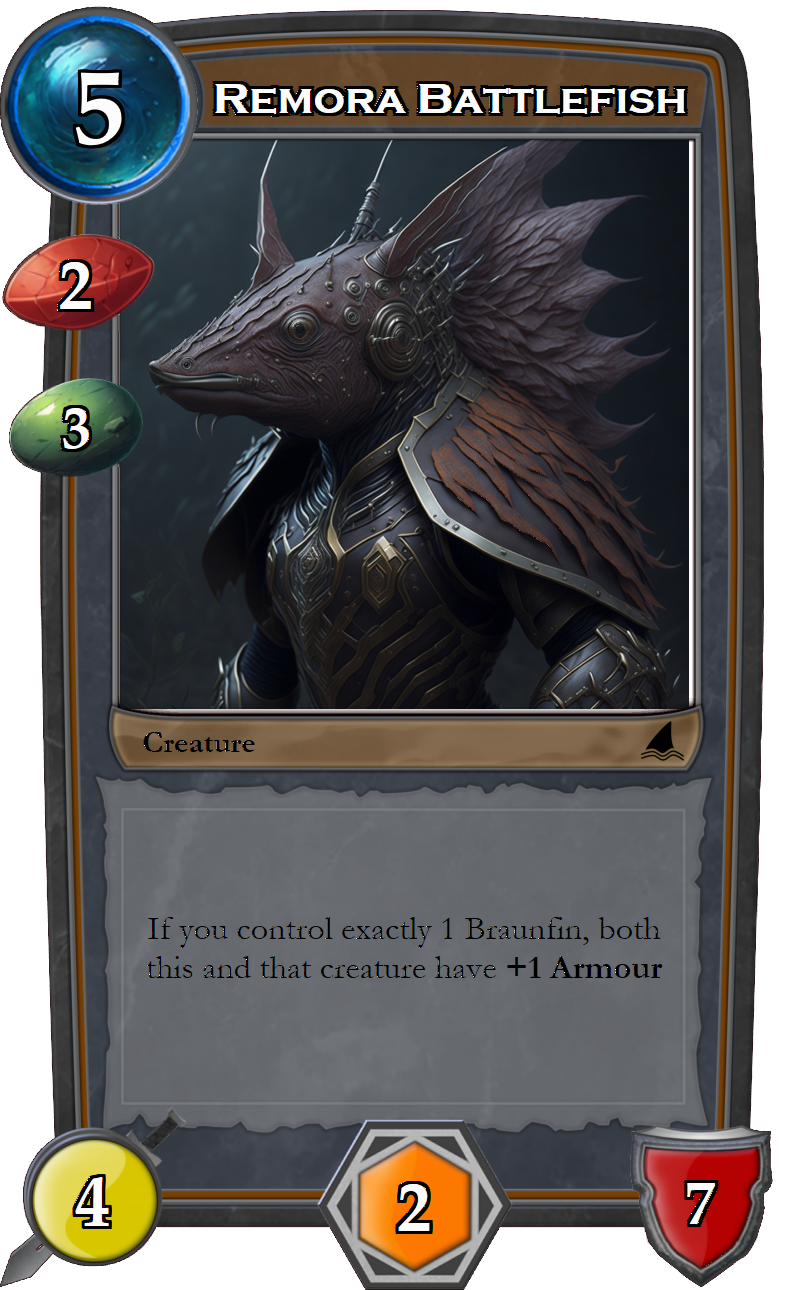 5
Remora Battlefish
2
3
Creature
If you control exactly 1 Braunfin, both
this and that creature have +1 Armour
4
2
7